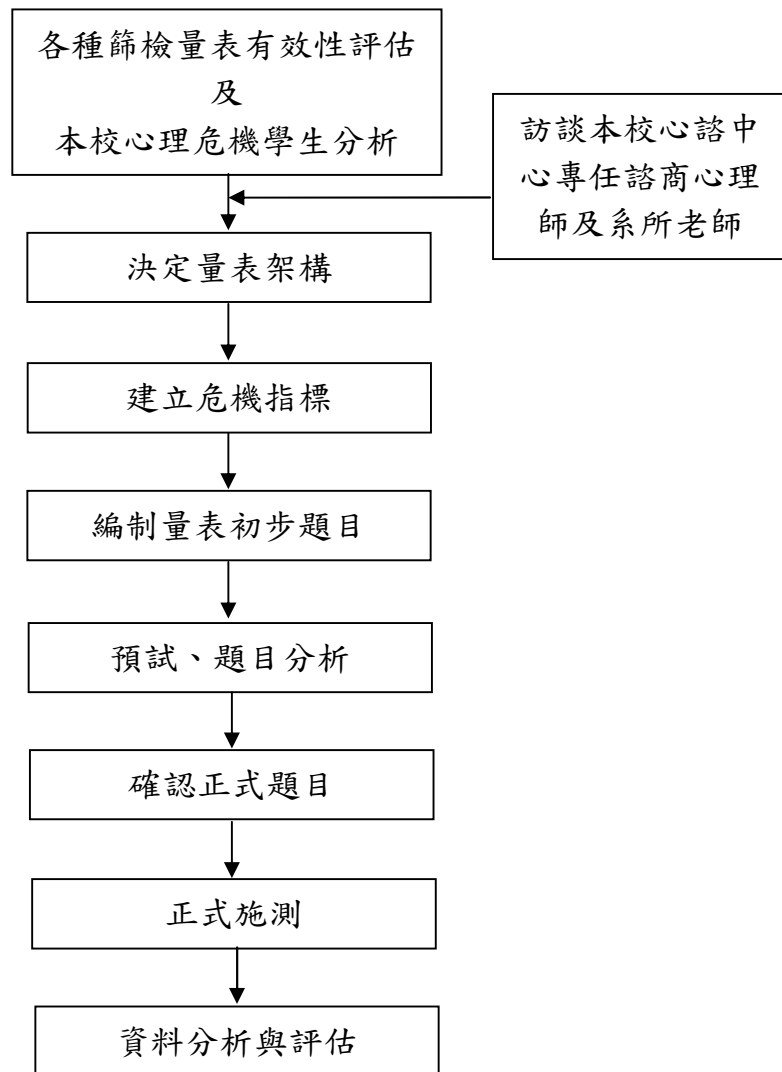 各種篩檢量表有效性評估
及
本校心理危機學生分析
訪談本校心諮中
心專任諮商心理
師及系所老師
決定量表架構
建立危機指標
編制量表初步題目
預試、題目分析
確認正式題目
正式施測
資料分析與評估